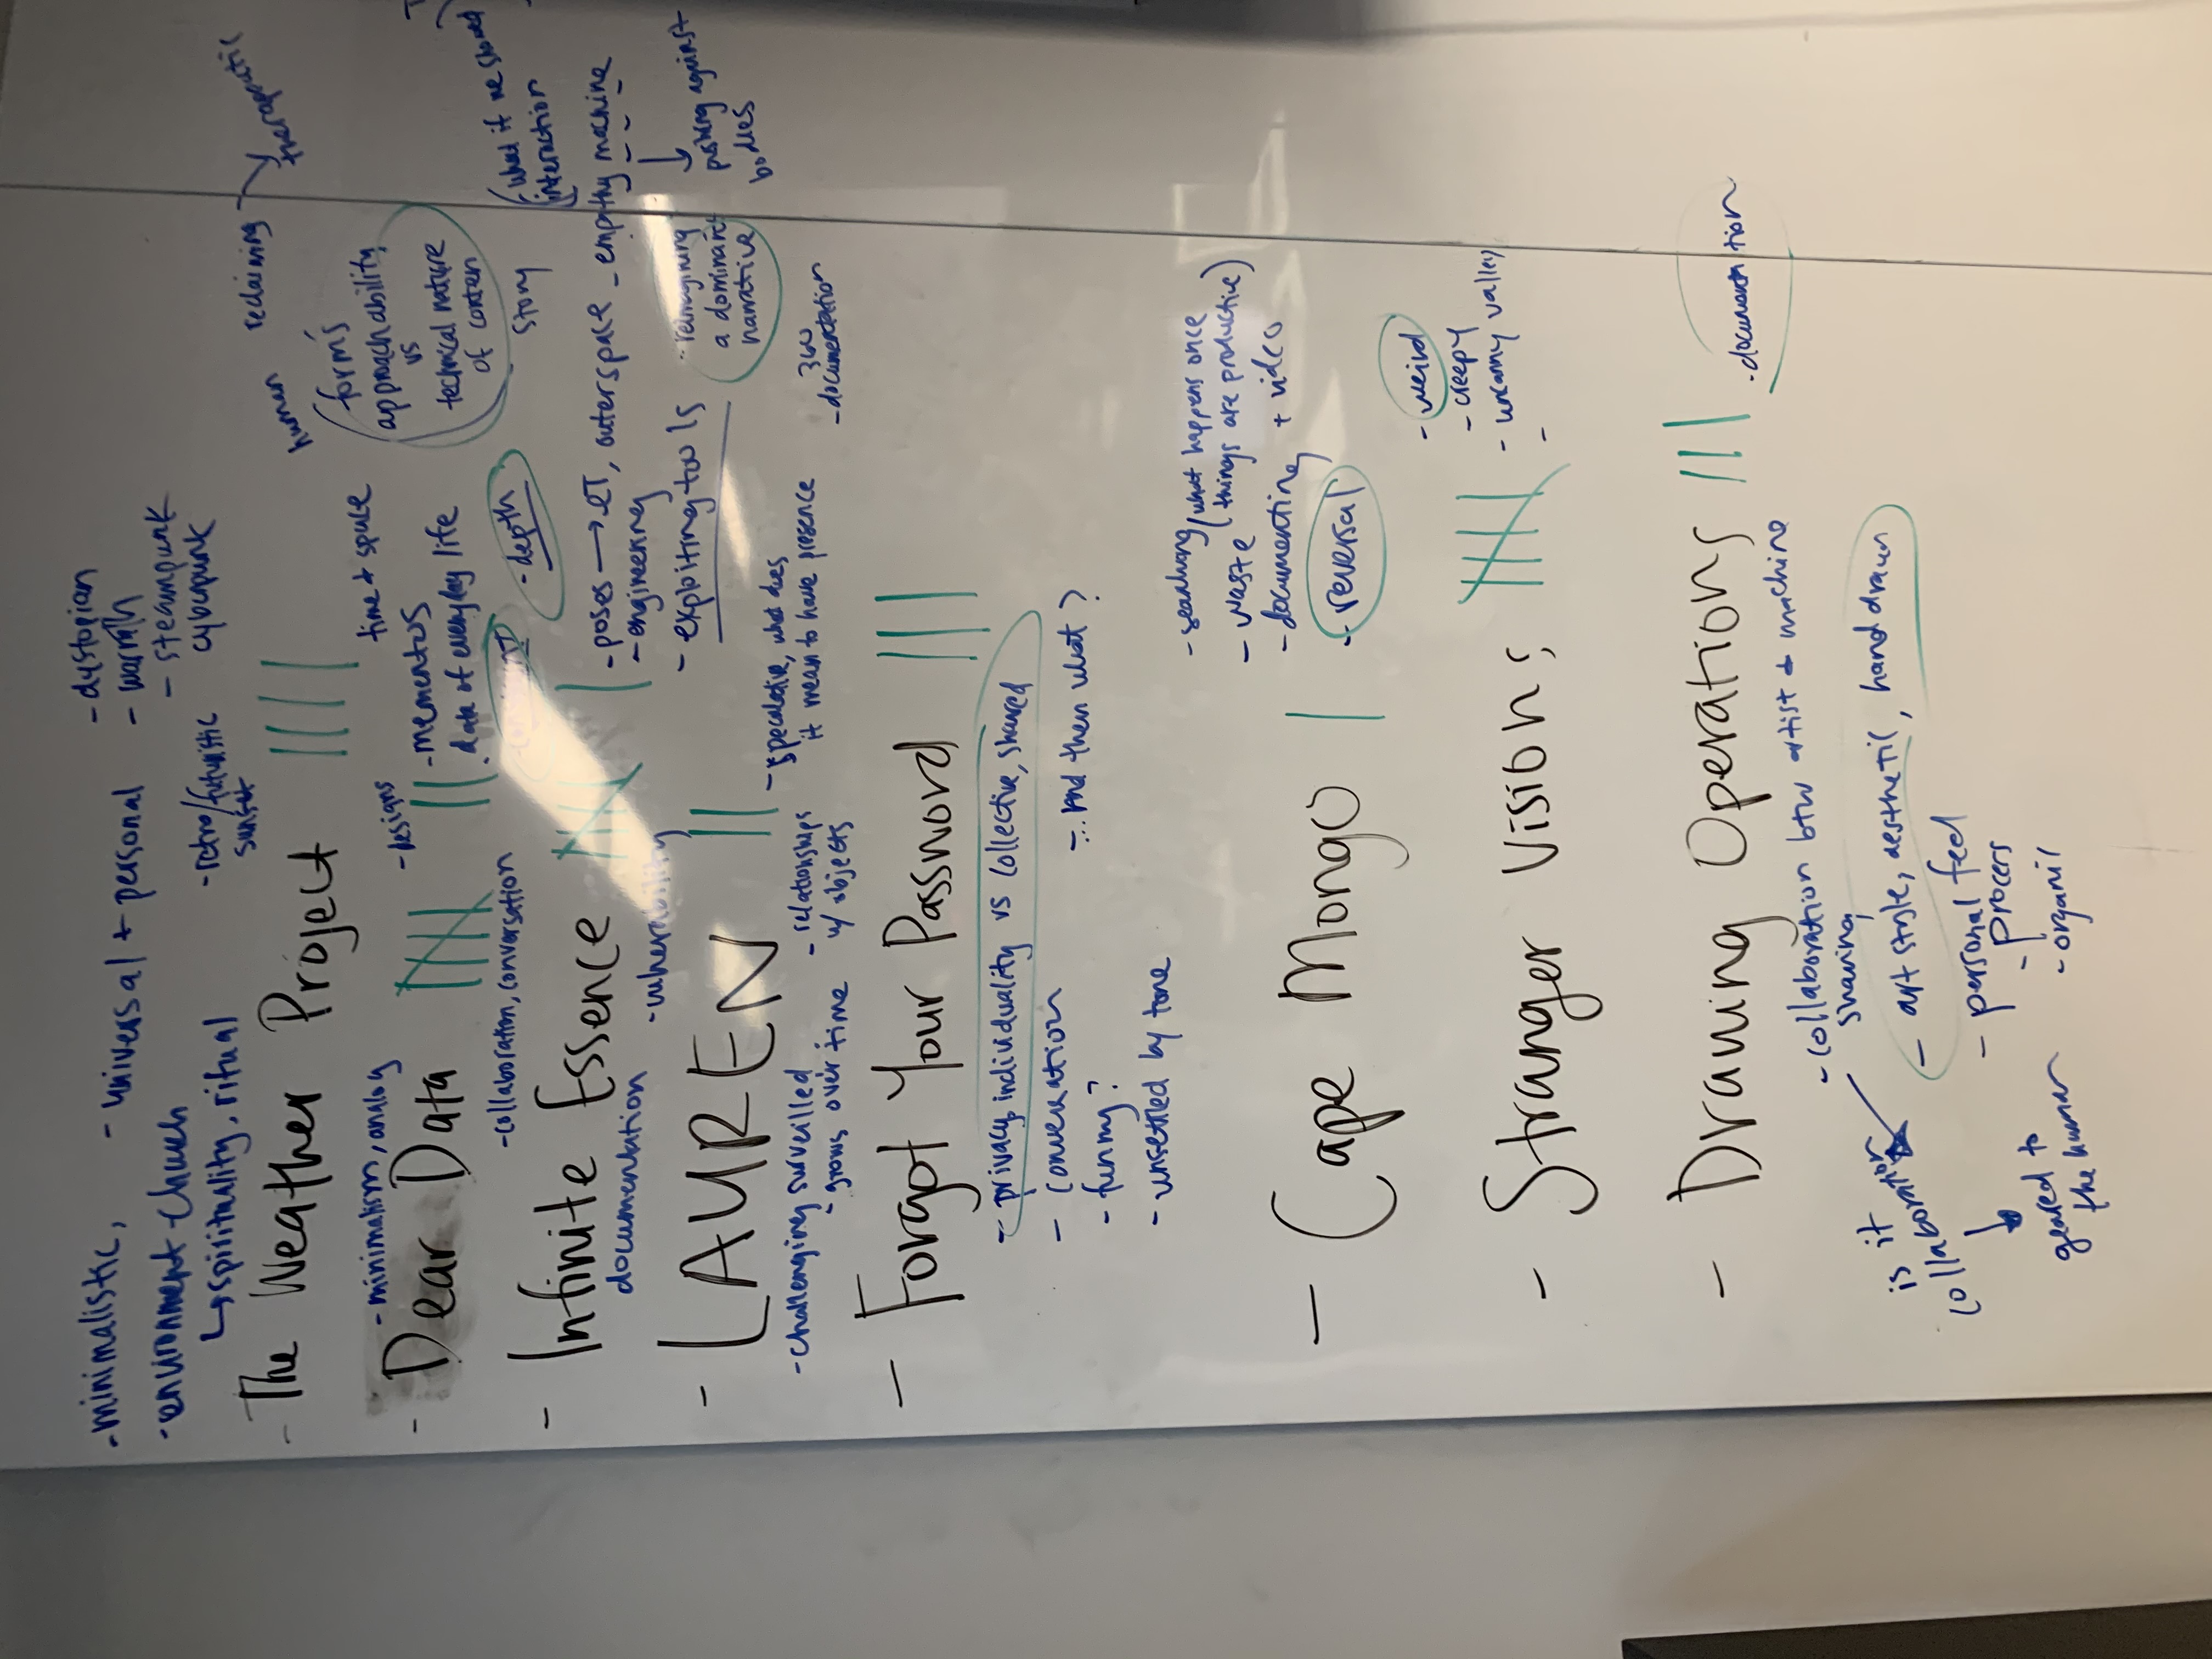 -minimalistic,
- universal + personal
- dystopian
- warmth
- steampunk
cyberpunk
-environment-church
↳spirituality, ritual
-retro/futuristic
sunset
- The Weather Project
human
reclaiming
therapeutic
- minimalism, analog
- Dear Data
-designs
time + space
-mementos
. data of everyday life
-collaboration, conversation
form's
approachability
vs
technical nature
of conten
- Infinite Essence
-depth
story
what if we showed
interaction
documentation
-poses → ET, outerspace
- empathy machine
-engineering
- exploiting tools
- reimagining
a dominant
narrative
pushing against
bodies
-vulnerability
- LAUREN
-challenging surveilled
- grows over time
- relationships
w/ objects
- speculative, what does
it mean to have presence
360
-documentation
- Forgot Your Password
- privacy, individuality vs collective, shared
- conversation
- ... And then what?
- funny?
- unsettled by tone
- searching
- waste
(what happens once
things are productive)
- documenting + video
- reversal
- Cape Mongo
- weird
- creepy
- uncanny valley
-
- Stranger Visions
- Drawing Operations
.documentation
- collaboration btw artist + machine
sharing
is it
collaboration
- art style, aesthetic, hand drawn
geared to
the human
- personal feel
- process
- organic